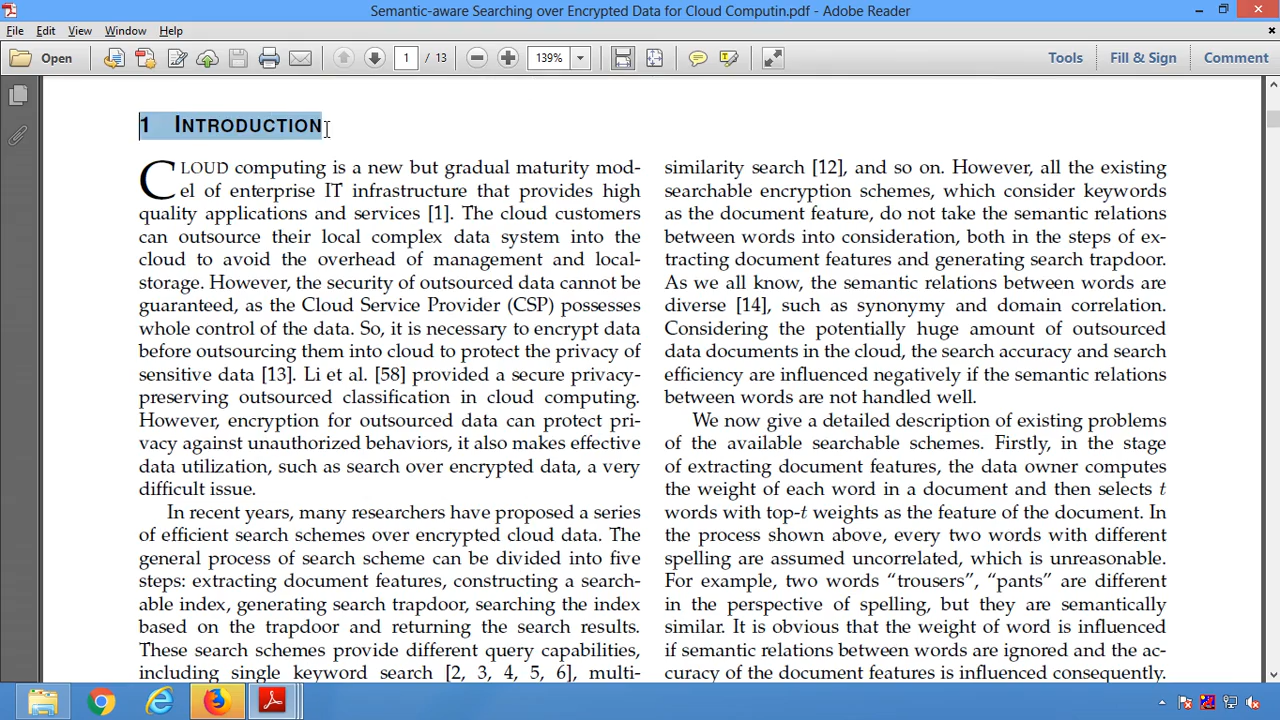 Semantic-aware Searching over Encrypted Data for Cloud Computin.pdf - Adobe Reader
File Edit View Window Help
Open 1 / 13 139% Tools Fill & Sign Comment
1 INTRODUCTION
CLOUD computing is a new but gradual maturity mod-
el of enterprise IT infrastructure that provides high
quality applications and services [1]. The cloud customers
can outsource their local complex data system into the
cloud to avoid the overhead of management and local-
storage. However, the security of outsourced data cannot be
guaranteed, as the Cloud Service Provider (CSP) possesses
whole control of the data. So, it is necessary to encrypt data
before outsourcing them into cloud to protect the privacy of
sensitive data [13]. Li et al. [58] provided a secure privacy-
preserving outsourced classification in cloud computing.
However, encryption for outsourced data can protect pri-
vacy against unauthorized behaviors, it also makes effective
data utilization, such as search over encrypted data, a very
difficult issue.
In recent years, many researchers have proposed a series
of efficient search schemes over encrypted cloud data. The
general process of search scheme can be divided into five
steps: extracting document features, constructing a search-
able index, generating search trapdoor, searching the index
based on the trapdoor and returning the search results.
These search schemes provide different query capabilities,
including single keyword search [2, 3, 4, 5, 6], multi-
similarity search [12], and so on. However, all the existing
searchable encryption schemes, which consider keywords
as the document feature, do not take the semantic relations
between words into consideration, both in the steps of ex-
tracting document features and generating search trapdoor.
As we all know, the semantic relations between words are
diverse [14], such as synonymy and domain correlation.
Considering the potentially huge amount of outsourced
data documents in the cloud, the search accuracy and search
efficiency are influenced negatively if the semantic relations
between words are not handled well.
We now give a detailed description of existing problems
of the available searchable schemes. Firstly, in the stage
of extracting document features, the data owner computes
the weight of each word in a document and then selects t
words with top-t weights as the feature of the document. In
the process shown above, every two words with different
spelling are assumed uncorrelated, which is unreasonable.
For example, two words “trousers”, “pants” are different
in the perspective of spelling, but they are semantically
similar. It is obvious that the weight of word is influenced
if semantic relations between words are ignored and the ac-
curacy of the document features is influenced consequently.